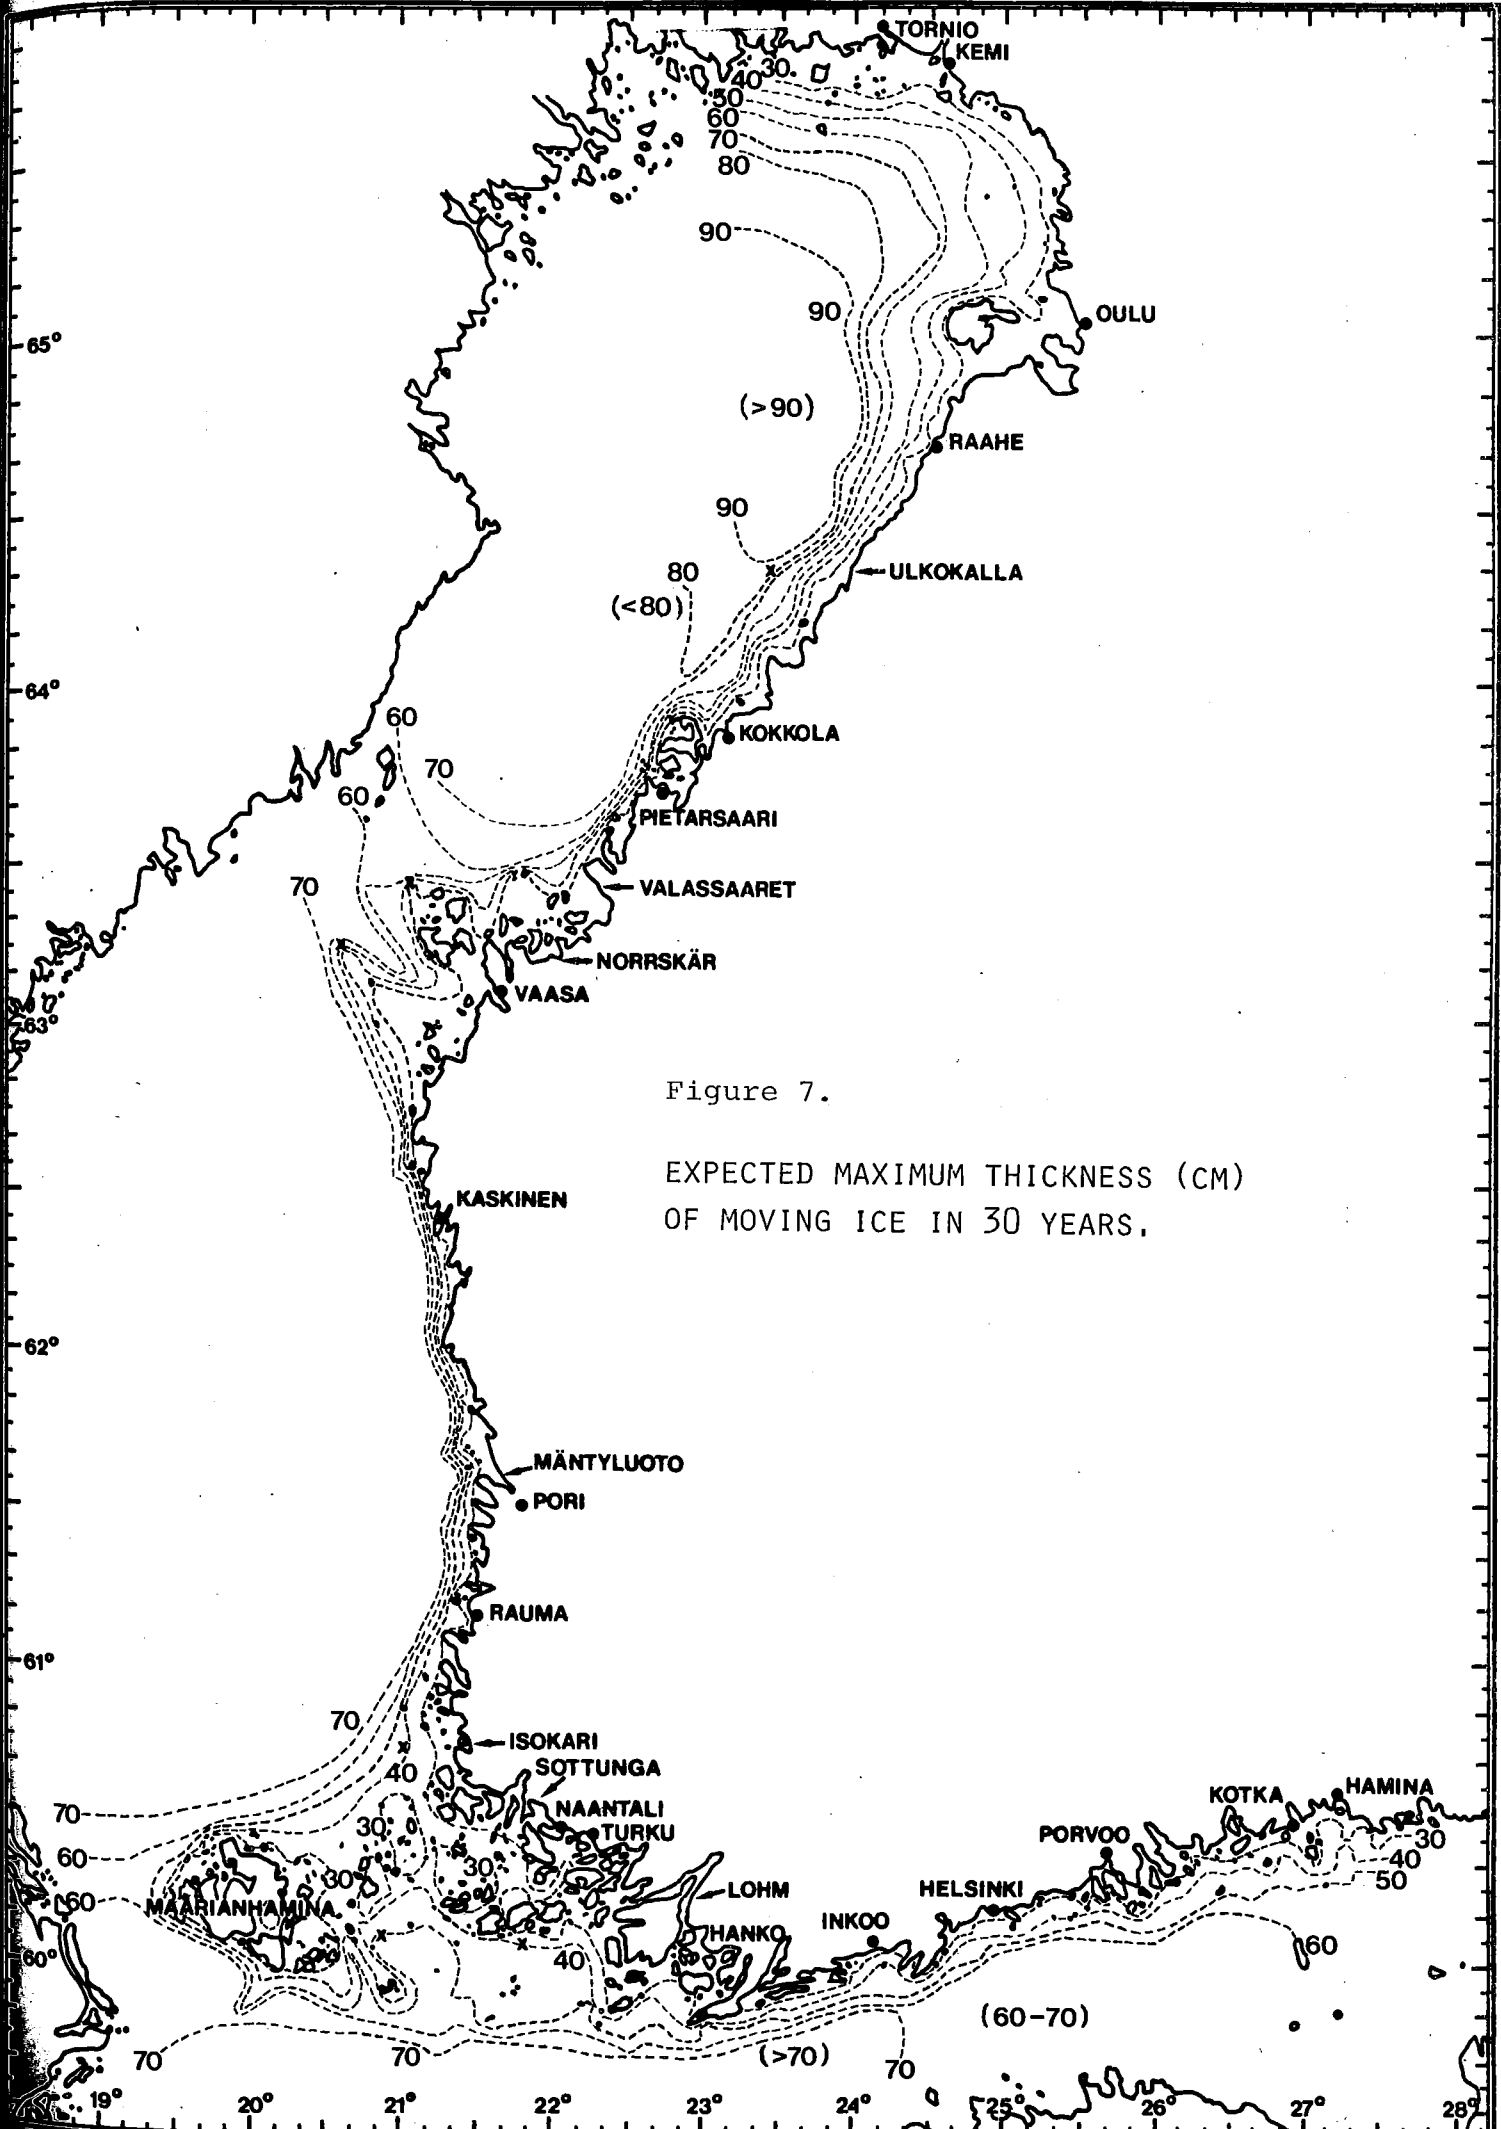 TORNIO
KEMI
30.
40
50
60
70
80
90
90
OULU
65°
(>90)
RAAHE
90
80
ULKOKALLA
(<80)
64°
60
KOKKOLA
70
60
PIETARSAARI
70
VALASSAARET
NORRSKÄR
VAASA
63°
Figure 7.
EXPECTED MAXIMUM THICKNESS (CM)
OF MOVING ICE IN 30 YEARS.
KASKINEN
62°
MÄNTYLUOTO
PORI
RAUMA
61°
70
ISOKARI
SOTTUNGA
40
KOTKA
HAMINA
70
NAANTALI
30
TURKU
PORVOO
30
60
30
40
30
50
LOHM
HELSINKI
60
MAARIANHAMINA
INKOO
HANKO
60°
40
60
(60-70)
70
70
(>70)
70
19°
20°
21°
22°
23°
24°
25°
26°
27°
28°